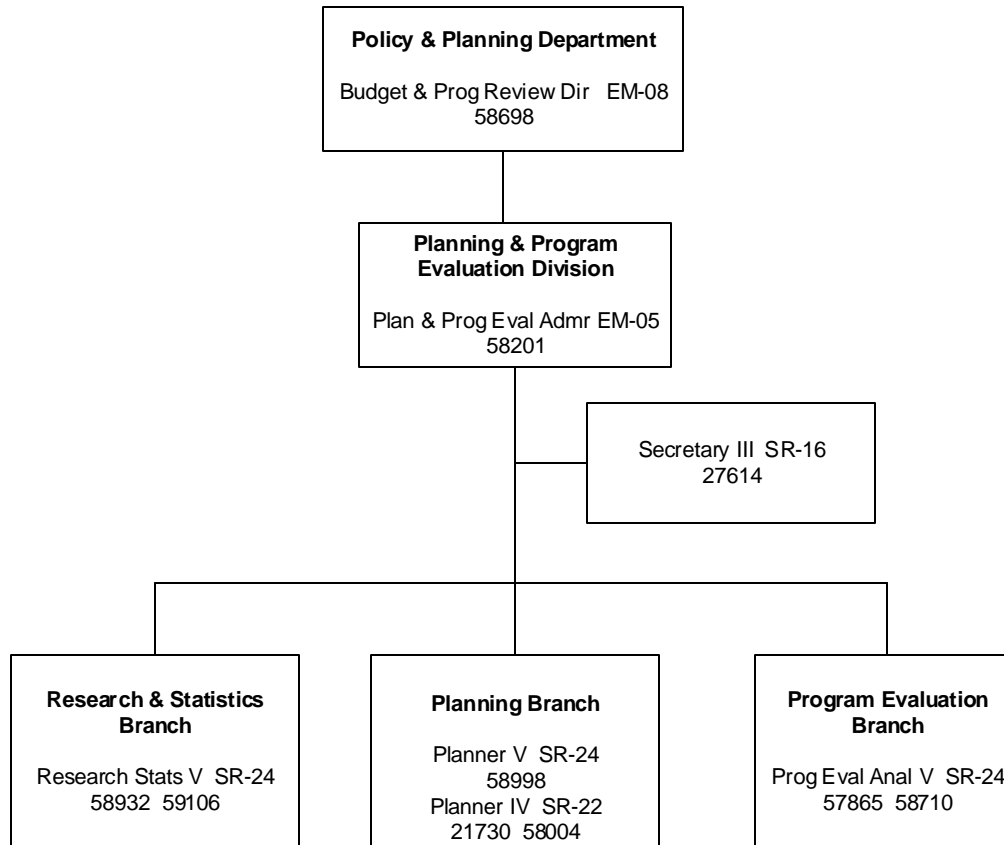 Policy & Planning Department
Budget & Prog Review Dir EM-08
58698
Planning & Program
Evaluation Division
Plan & Prog Eval Admr EM-05
58201
Secretary III SR-16
27614
Research & Statistics
Branch
Research Stats V SR-24
58932 59106
Planning Branch
Planner V SR-24
58998
Planner IV SR-22
21730 58004
Program Evaluation
Branch
Prog Eval Anal V SR-24
57865 58710